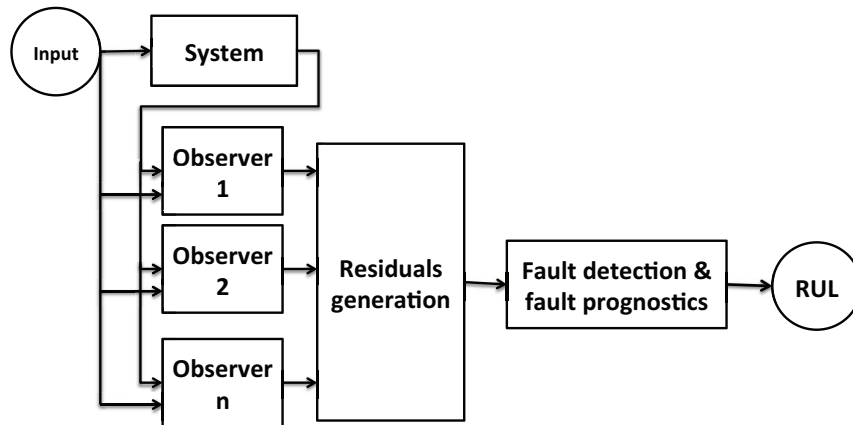 Input
System
Observer
1
Observer
2
Observer
n
Residuals
generation
Fault detection &
fault prognostics
RUL